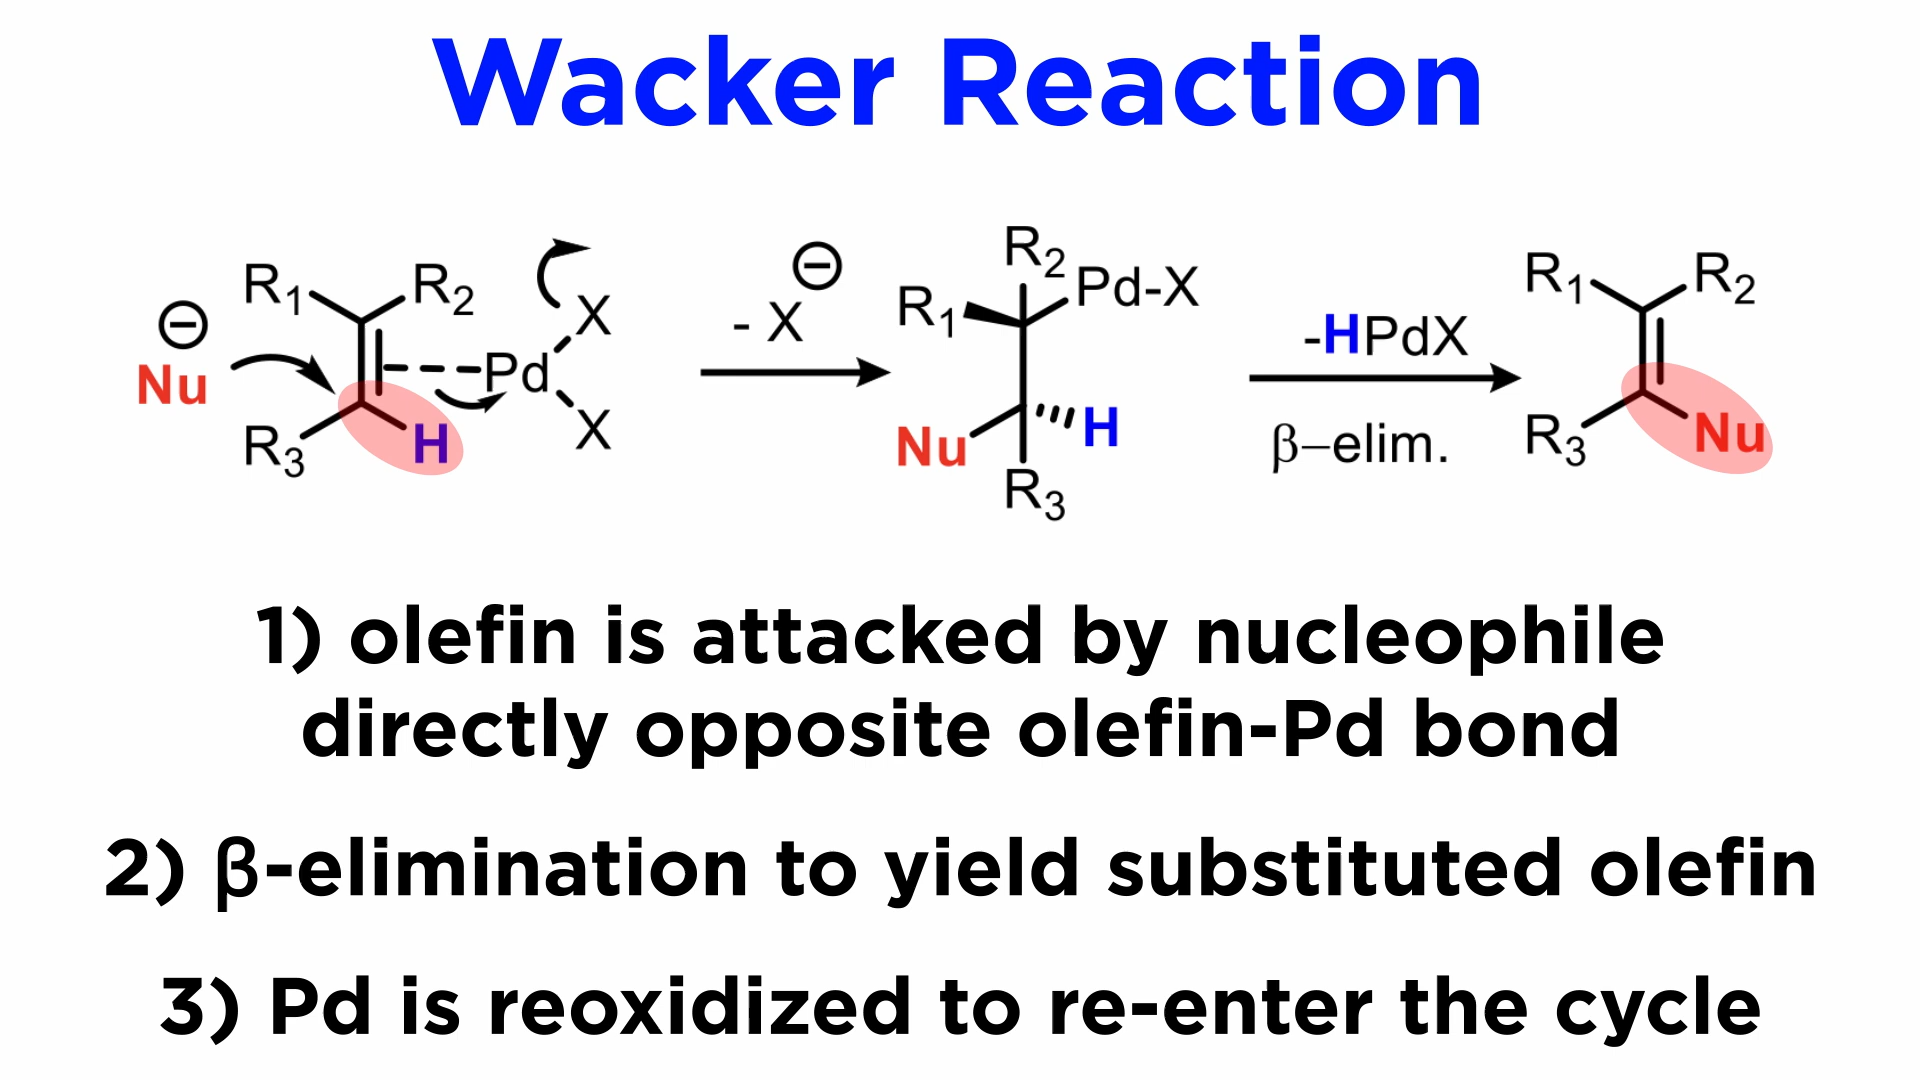 Wacker Reaction
⊖
Nu
R1
R2
R3
H
Pd
X
X
- X ⊖
R2
R1
Pd-X
Nu
H
R3
-HPdX
β–elim.
R1
R2
R3
Nu
1) olefin is attacked by nucleophile
directly opposite olefin-Pd bond
2) β-elimination to yield substituted olefin
3) Pd is reoxidized to re-enter the cycle